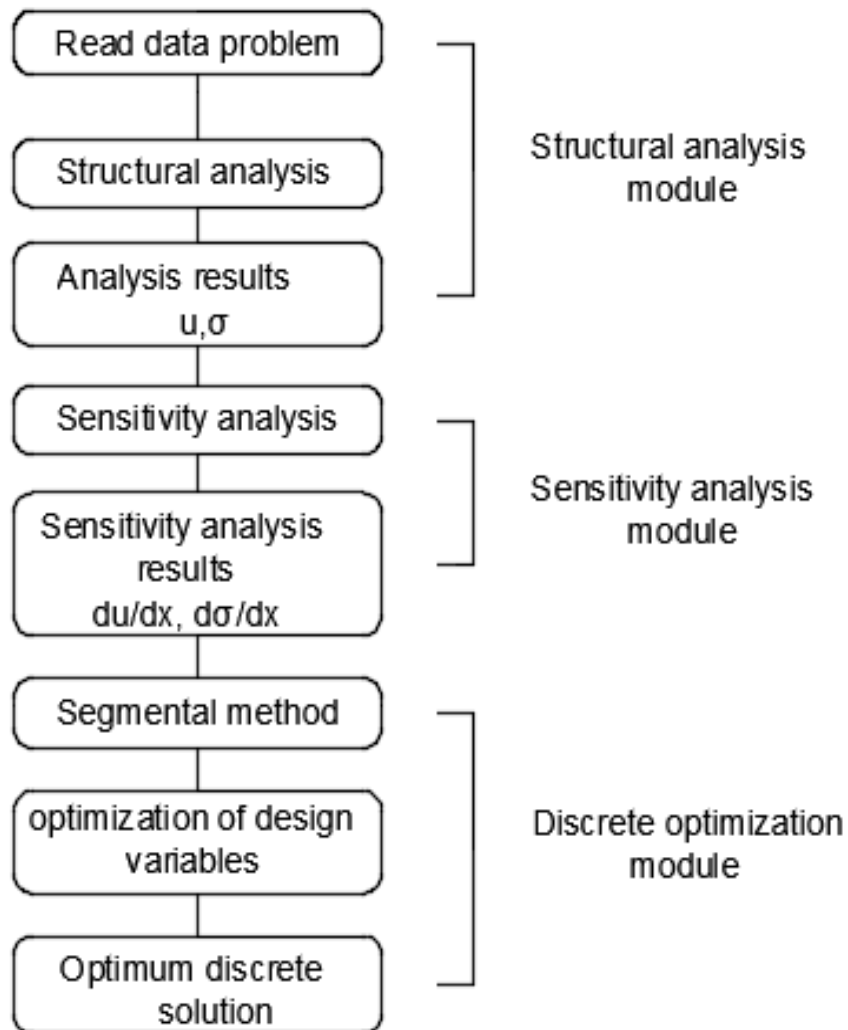 Read data problem
Structural analysis
Analysis results
u,σ
Structural analysis
module
Sensitivity analysis
Sensitivity analysis
results
du/dx, dσ/dx
Sensitivity analysis
module
Segmental method
optimization of design
variables
Optimum discrete
solution
Discrete optimization
module